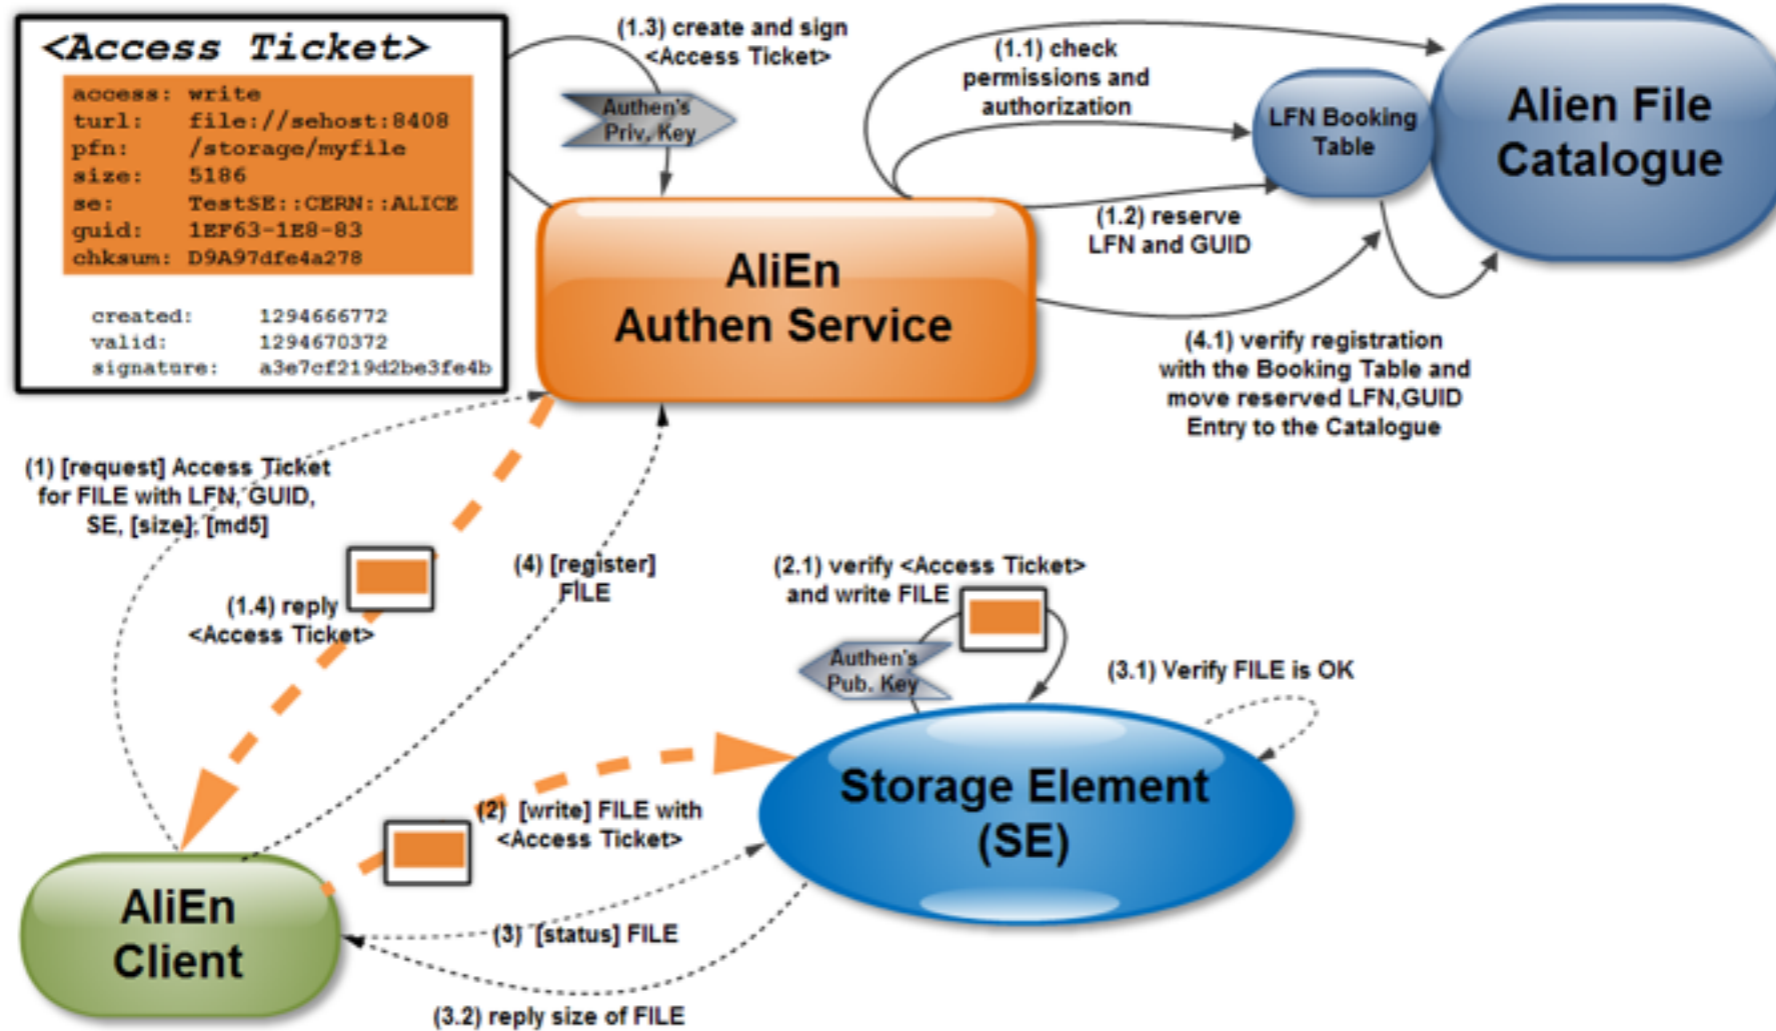 <Access Ticket>
access: write
turl: file://sehost:8408
pfn: /storage/myfile
size: 5186
se: TestSE::CERN::ALICE
guid: 1EF63-1E8-83
chksum: D9A97dfe4a278
created: 1294666772
valid: 1294670372
signature: a3e7cf219d2be3fe4b
(1.3) create and sign
<Access Ticket>
Authen's
Priv. Key
(1.1) check
permissions and
authorization
LFN Booking
Table
Alien File
Catalogue
(1.2) reserve
LFN and GUID
AliEn
Authen Service
(4.1) verify registration
with the Booking Table and
move reserved LFN,GUID
Entry to the Catalogue
(1) [request] Access Ticket
for FILE with LFN, GUID,
SE, [size], [md5]
(1.4) reply
<Access Ticket>
(4) [register]
FILE
(2.1) verify <Access Ticket>
and write FILE
Authen's
Pub. Key
(3.1) Verify FILE is OK
Storage Element
(SE)
(2) [write] FILE with
<Access Ticket>
AliEn
Client
(3) [status] FILE
(3.2) reply size of FILE